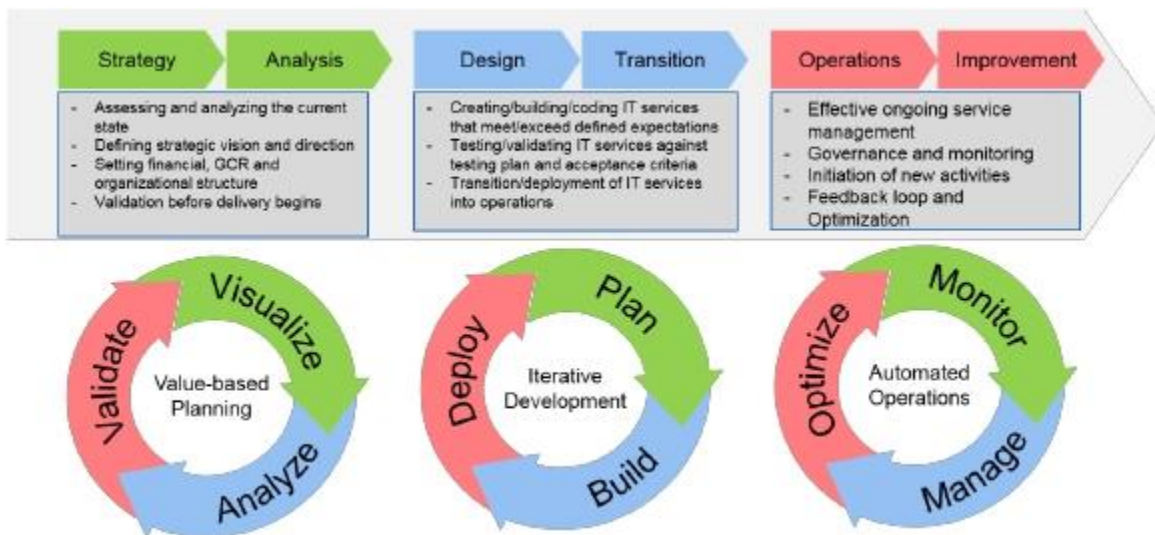 Strategy
Analysis
- Assessing and analyzing the current
state
- Defining strategic vision and direction
- Setting financial, GCR and
organizational structure
- Validation before delivery begins
Design
Transition
- Creating/building/coding IT services
that meet/exceed defined expectations
- Testing/validating IT services against
testing plan and acceptance criteria
- Transition/deployment of IT services
into operations
Operations
Improvement
- Effective ongoing service
management
- Governance and monitoring
- Initiation of new activities
- Feedback loop and
Optimization
Visualize
Analyze
Validate
Value-based
Planning
Plan
Build
Deploy
Iterative
Development
Monitor
Manage
Optimize
Automated
Operations